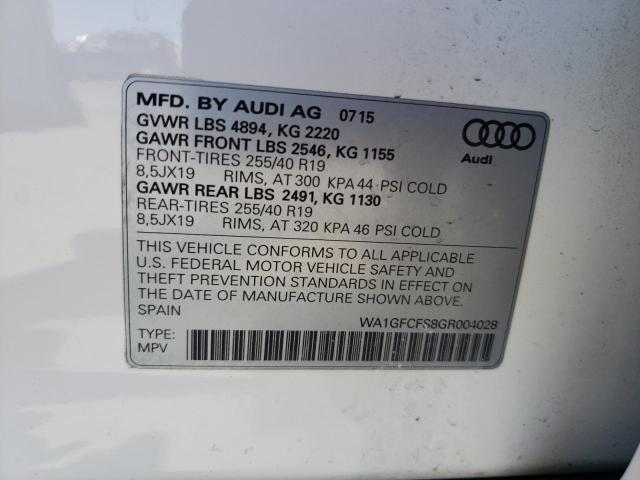 MFD. BY AUDI AG 0715
GVWR LBS 4894, KG 2220
GAWR FRONT LBS 2546, KG 1155
FRONT-TIRES 255/40 R19
8,5JX19 RIMS, AT 300 KPA 44 PSI COLD
GAWR REAR LBS 2491, KG 1130
REAR-TIRES 255/40 R19
8,5JX19 RIMS, AT 320 KPA 46 PSI COLD
Audi
THIS VEHICLE CONFORMS TO ALL APPLICABLE
U.S. FEDERAL MOTOR VEHICLE SAFETY AND
THEFT PREVENTION STANDARDS IN EFFECT ON
THE DATE OF MANUFACTURE SHOWN ABOVE.
SPAIN
WA1GFCFS8GR004028
TYPE:
MPV